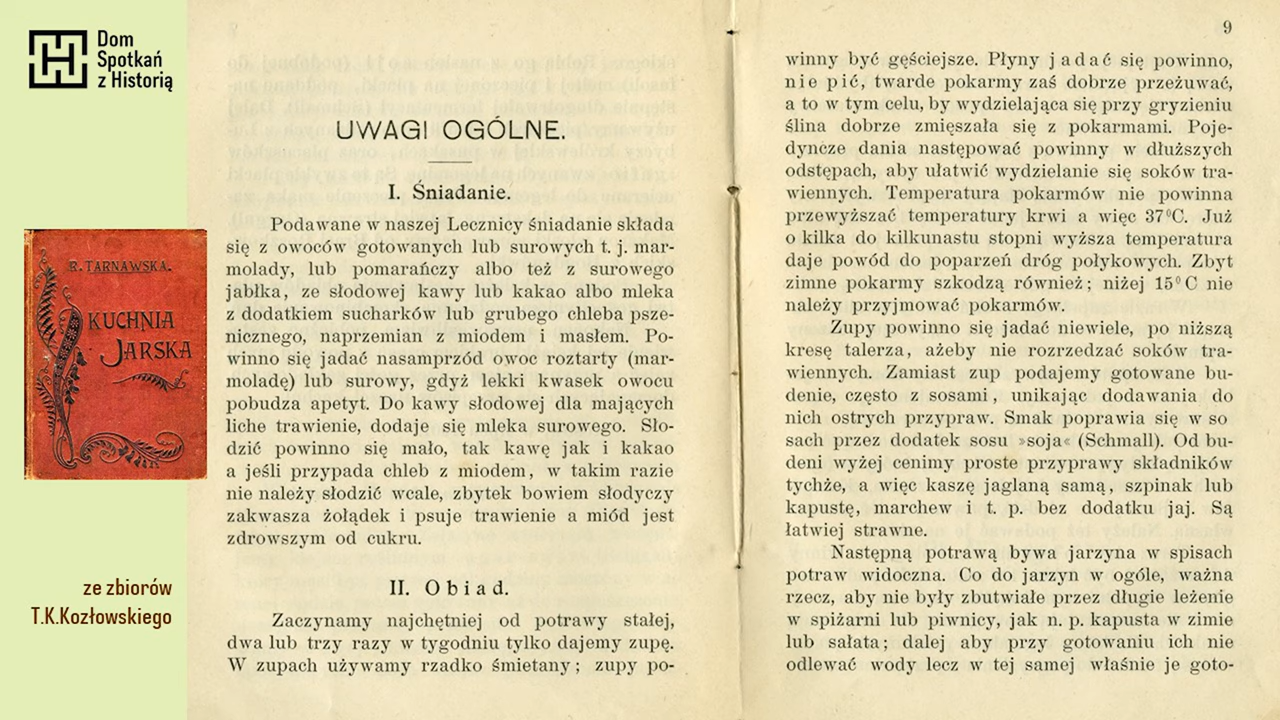 Dom
Spotkań
z Historią
R. TARNAWSKA.
KUCHNIA
JARSKA
ze zbiorów
T.K.Kozłowskiego
UWAGI OGÓLNE.
I. Śniadanie.
Podawane w naszej Lecznicy śniadanie składa
się z owoców gotowanych lub surowych t. j. mar-
molady, lub pomarańczy albo też z surowego
jabłka, ze słodowej kawy lub kakao albo mleka
z dodatkiem sucharków lub grubego chleba psze-
nicznego, naprzemian z miodem i masłem. Po-
winno się jadać nasamprzód owoc roztarty (mar-
moladę) lub surowy, gdyż lekki kwasek owocu
pobudza apetyt. Do kawy słodowej dla mających
liche trawienie, dodaje się mleka surowego. Sło-
dzić powinno się mało, tak kawę jak i kakao
a jeśli przypada chleb z miodem, w takim razie
nie należy słodzić wcale, zbytek bowiem słodyczy
zakwasza żołądek i psuje trawienie a miód jest
zdrowszym od cukru.
II. Obiad.
Zaczynamy najchętniej od potrawy stałej,
dwa lub trzy razy w tygodniu tylko dajemy zupę.
W zupach używamy rzadko śmietany; zupy po-
9
winny być gęściejsze. Płyny jadać się powinno,
nie pić, twarde pokarmy zaś dobrze przeżuwać,
a to w tym celu, by wydzielająca się przy gryzieniu
ślina dobrze zmięszała się z pokarmami. Poje-
dyncze dania następować powinny w dłuższych
odstępach, aby ułatwić wydzielanie się soków tra-
wiennych. Temperatura pokarmów nie powinna
przewyższać temperatury krwi a więc 37⁰C. Już
o kilka do kilkunastu stopni wyższa temperatura
daje powód do poparzeń dróg połykowych. Zbyt
zimne pokarmy szkodzą również; niżej 15⁰ C nie
należy przyjmować pokarmów.
Zupy powinno się jadać niewiele, po niższą
kresę talerza, ażeby nie rozrzedzać soków tra-
wiennych. Zamiast zup podajemy gotowane bu-
denie, często z sosami, unikając dodawania do
nich ostrych przypraw. Smak poprawia się w so
sach przez dodatek sosu »soja« (Schmall). Od bu-
deni wyżej cenimy proste przyprawy składników
tychże, a więc kaszę jaglaną samą, szpinak lub
kapustę, marchew i t. p. bez dodatku jaj. Są
łatwiej strawne.
Następną potrawą bywa jarzyna w spisach
potraw widoczna. Co do jarzyn w ogóle, ważna
rzecz, aby nie były zbutwiałe przez długie leżenie
w spiżarni lub piwnicy, jak n. p. kapusta w zimie
lub sałata; dalej aby przy gotowaniu ich nie
odlewać wody lecz w tej samej właśnie je goto-